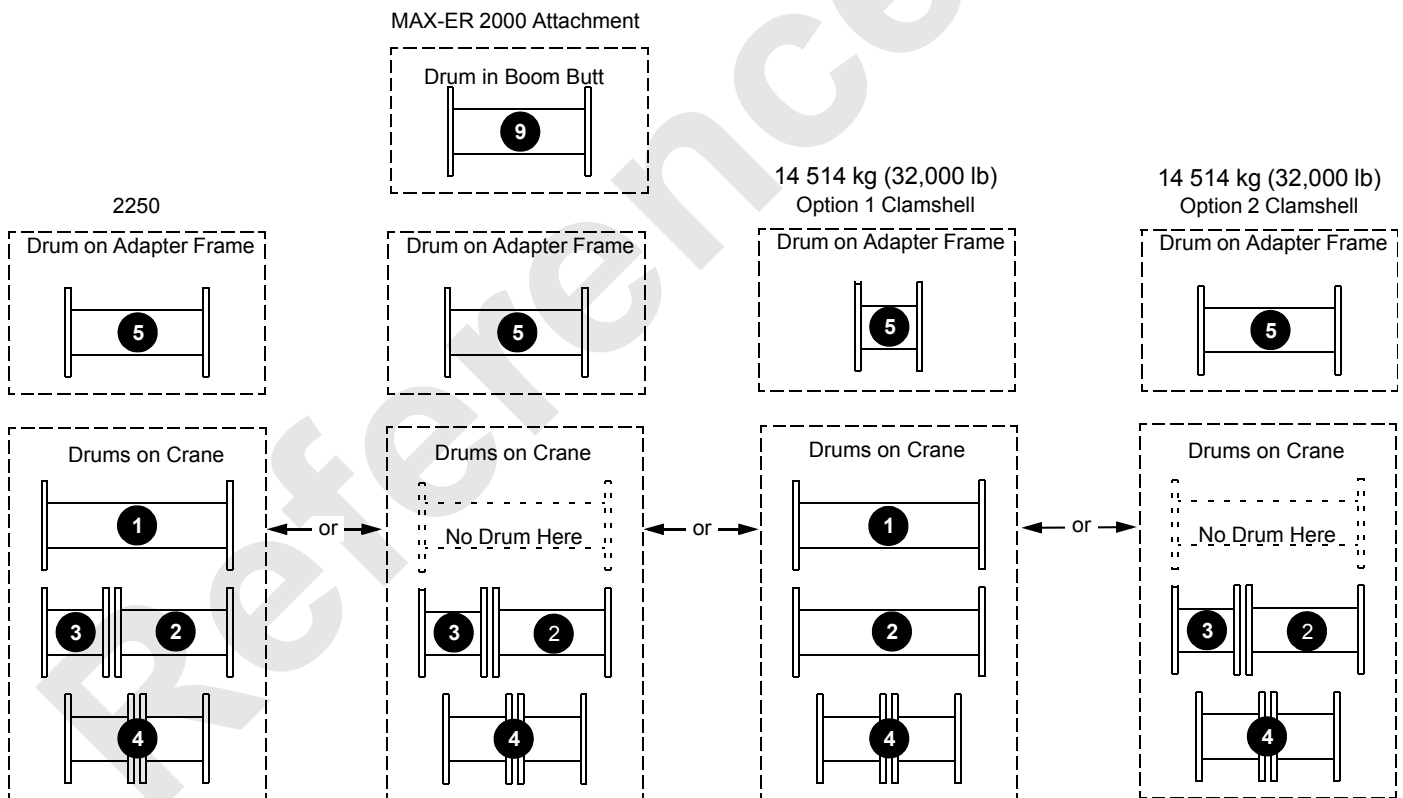 MAX-ER 2000 Attachment
Drum in Boom Butt
9
2250
Drum on Adapter Frame
5
Drum on Adapter Frame
5
14 514 kg (32,000 lb)
Option 1 Clamshell
Drum on Adapter Frame
5
14 514 kg (32,000 lb)
Option 2 Clamshell
Drum on Adapter Frame
5
Drums on Crane
1
3 2
4
or
Drums on Crane
No Drum Here
3 2
4
or
Drums on Crane
1
2
4
or
Drums on Crane
No Drum Here
3 2
4
Reference